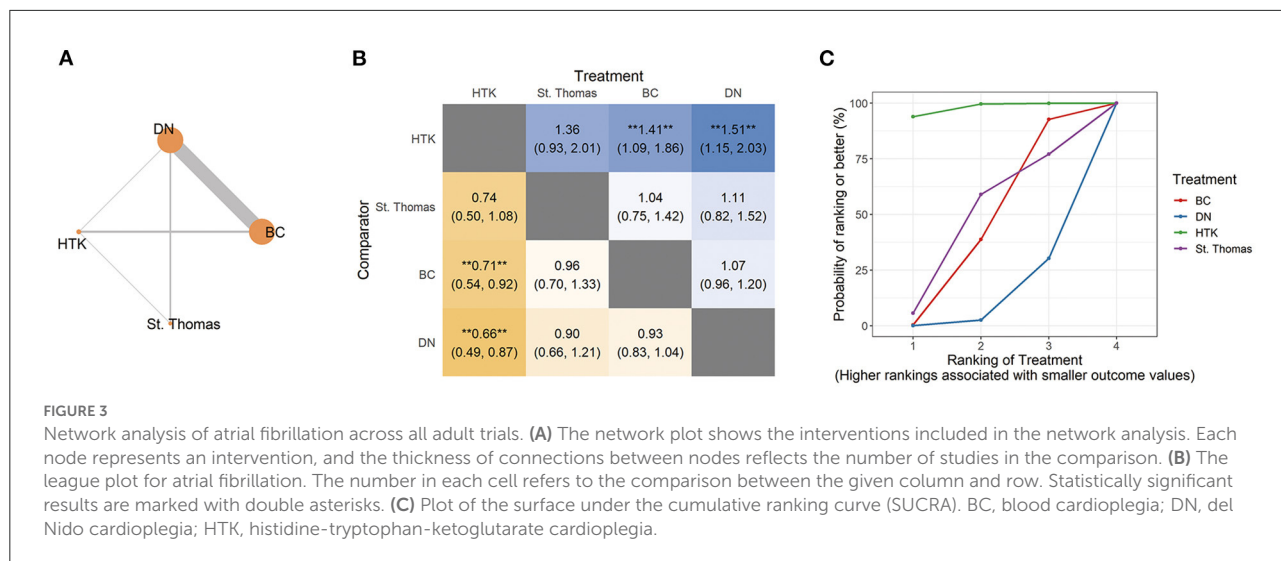 A
DN
BC
HTK
St. Thomas
B
Treatment
HTK St. Thomas BC DN
Comparator
HTK 1.36 **1.41** **1.51**
(0.93, 2.01) (1.09, 1.86) (1.15, 2.03)
St. Thomas 0.74 1.04 1.11
(0.50, 1.08) (0.75, 1.42) (0.82, 1.52)
BC **0.71** 0.96 1.07
(0.54, 0.92) (0.70, 1.33) (0.96, 1.20)
DN **0.66** 0.90 0.93
(0.49, 0.87) (0.66, 1.21) (0.83, 1.04)
C
Probability of ranking or better (%)
100
75
50
25
0
1 2 3 4
Ranking of Treatment
(Higher rankings associated with smaller outcome values)
Treatment
BC
DN
HTK
St. Thomas
FIGURE 3
Network analysis of atrial fibrillation across all adult trials. (A) The network plot shows the interventions included in the network analysis. Each
node represents an intervention, and the thickness of connections between nodes reflects the number of studies in the comparison. (B) The
league plot for atrial fibrillation. The number in each cell refers to the comparison between the given column and row. Statistically significant
results are marked with double asterisks. (C) Plot of the surface under the cumulative ranking curve (SUCRA). BC, blood cardioplegia; DN, del
Nido cardioplegia; HTK, histidine-tryptophan-ketoglutarate cardioplegia.